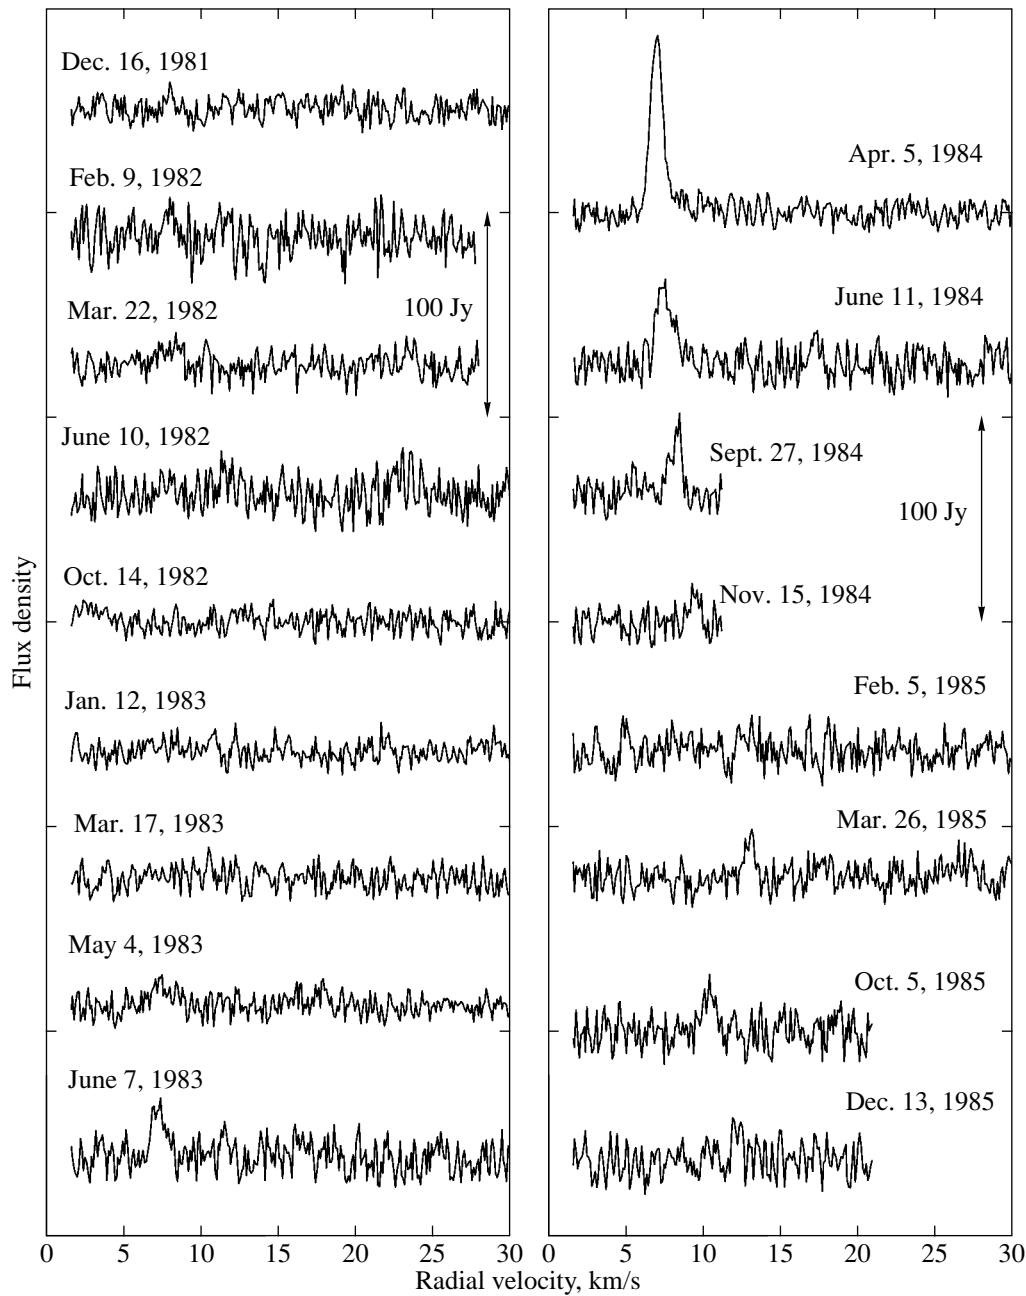 Dec. 16, 1981
Feb. 9, 1982
100 Jy
Mar. 22, 1982
June 10, 1982
Oct. 14, 1982
Jan. 12, 1983
Mar. 17, 1983
May 4, 1983
June 7, 1983
Apr. 5, 1984
June 11, 1984
Sept. 27, 1984
100 Jy
Nov. 15, 1984
Feb. 5, 1985
Mar. 26, 1985
Oct. 5, 1985
Dec. 13, 1985
Flux density
0 5 10 15 20 25 30
0 5 10 15 20 25 30
Radial velocity, km/s